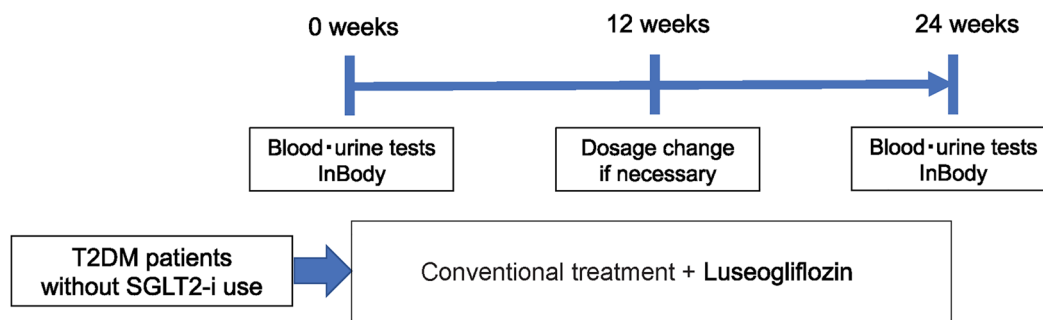 0 weeks
12 weeks
24 weeks
Blood・urine tests
InBody
Dosage change
if necessary
Blood・urine tests
InBody
T2DM patients
without SGLT2-i use
Conventional treatment + Luseogliflozin